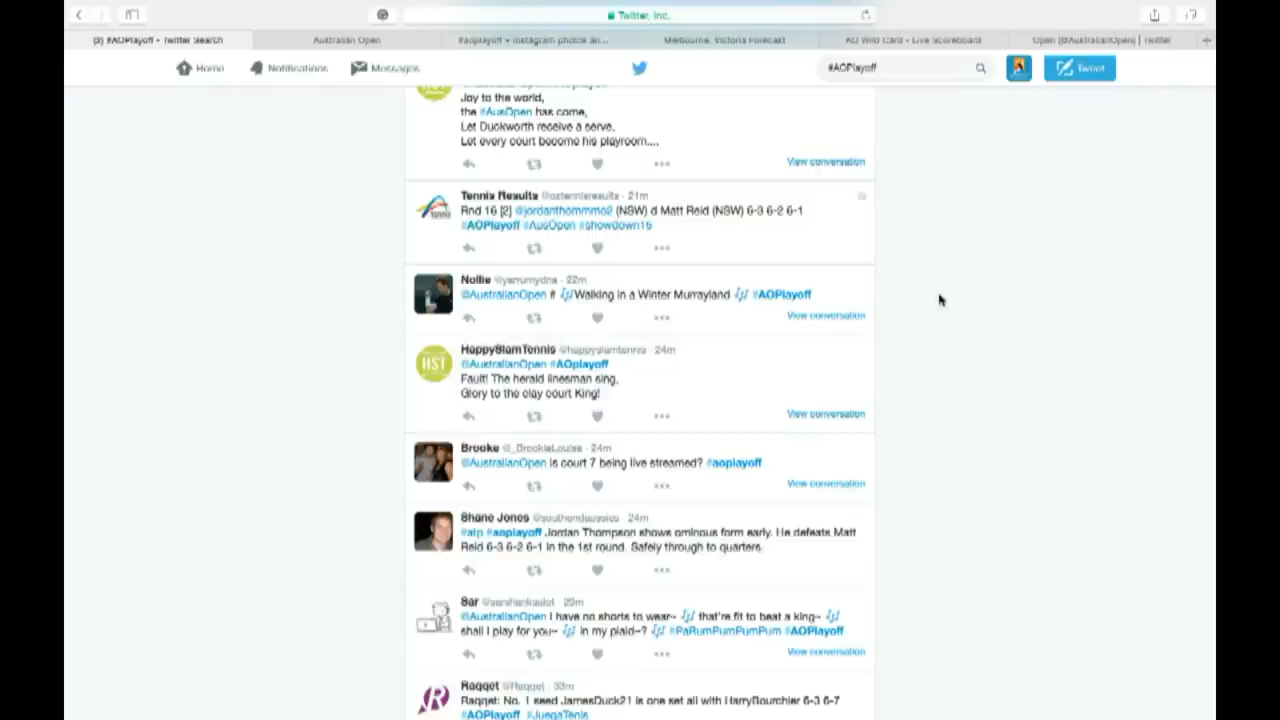 Twitter, Inc.
(2) #AOPlayoff - Twitter Search
Australian Open
#aoplayoff • Instagram photos an...
Melbourne, Victoria Forecast
AO Wild Card - Live Scoreboard
Open (@AustralianOpen) | Twitter
Home
Notifications
Messages
#AOPlayoff
Tweet
Joy to the world,
the #AusOpen has come,
Let Duckworth receive a serve,
Let every court become his playroom....
View conversation
Tennis Results @oztennisresults · 21m
Rnd 16 [2] @jordanthommmo2 (NSW) d Matt Reid (NSW) 6-3 6-2 6-1
#AOPlayoff #AusOpen #showdown16
Nollie · 22m
@AustralianOpen # 🎶Walking in a Winter Murrayland 🎶 #AOPlayoff
View conversation
HST
HappySlamTennis @happyslamtennis · 24m
@AustralianOpen #AOplayoff
Fault! The herald linesman sing,
Glory to the clay court King!
View conversation
Brooke @_BrookieLouise · 24m
@AustralianOpen is court 7 being live streamed? #aoplayoff
View conversation
Shane Jones @southendaussies · 24m
#atp #aoplayoff Jordan Thompson shows ominous form early. He defeats Matt
Reid 6-3 6-2 6-1 in the 1st round. Safely through to quarters.
Sar · 29m
@AustralianOpen I have no shorts to wear~ 🎶 that're fit to beat a king~ 🎶
shall I play for you~ 🎶 in my plaid~? 🎶 #PaRumPumPumPum #AOPlayoff
View conversation
Raqqet @Raqqet · 33m
Raqqet: No. 1 seed JamesDuck21 is one set all with HarryBourchier 6-3 6-7
#AOPlayoff #JuegaTenis